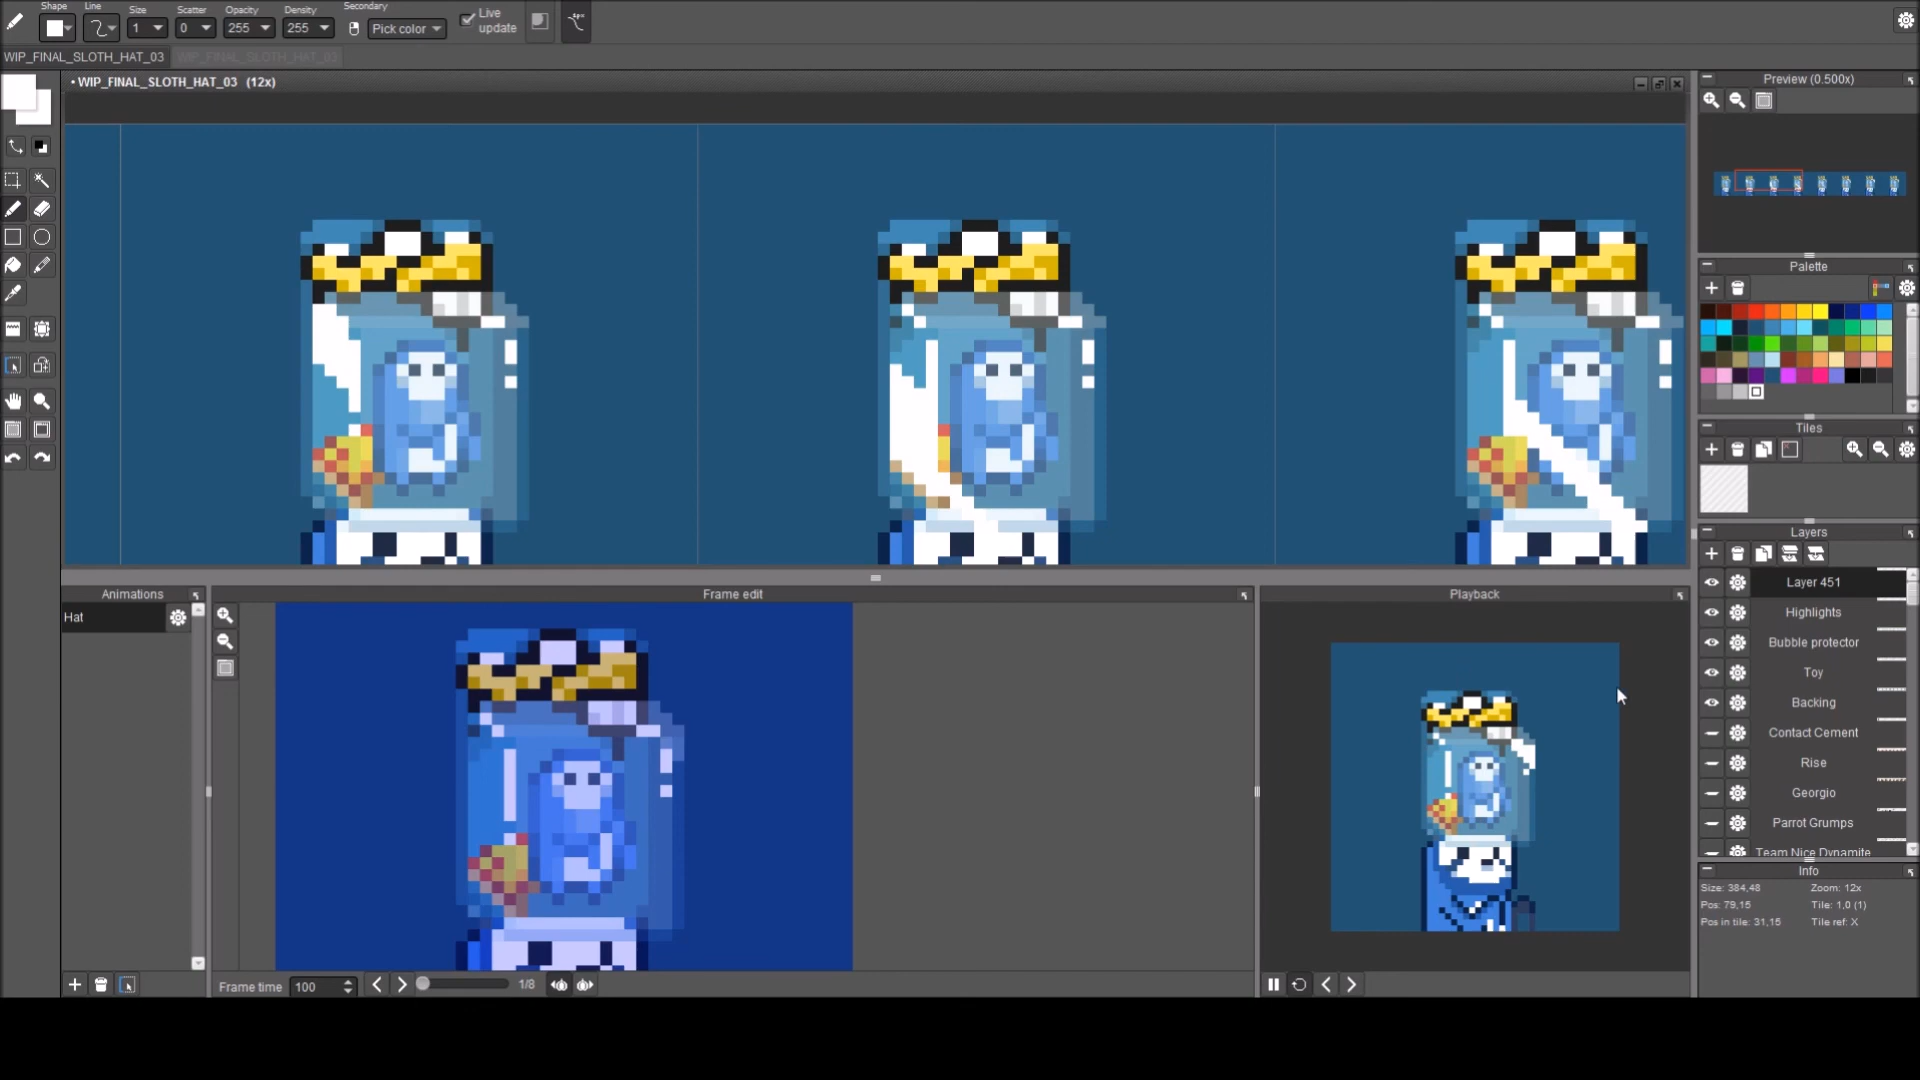 Shape Line Size Scatter Opacity Density Secondary
1 0 255 255 Pick color Live update
WIP_FINAL_SLOTH_HAT_03 WIP_FINAL_SLOTH_HAT_03
• WIP_FINAL_SLOTH_HAT_03 (12x)
Preview (0.500x)
Palette
Tiles
Layers
Layer 451
Highlights
Bubble protector
Toy
Backing
Contact Cement
Rise
Georgio
Parrot Grumps
Team Nice Dynamite
Info
Size: 384,48 Zoom: 12x
Pos: 79,15 Tile: 1,0 (1)
Pos in tile: 31,15 Tile ref: X
Animations
Hat
Frame edit
Frame time 100 1/8
Playback